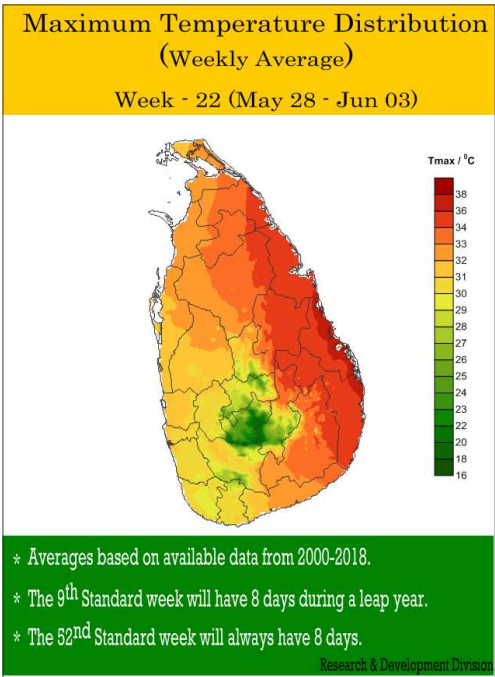 Maximum Temperature Distribution
(Weekly Average)
Week - 22 (May 28 - Jun 03)
Tmax / ⁰C
38
36
34
33
32
31
30
29
28
27
26
25
24
23
22
20
18
16
* Averages based on available data from 2000-2018.
* The 9th Standard week will have 8 days during a leap year.
* The 52nd Standard week will always have 8 days.
Research & Development Division